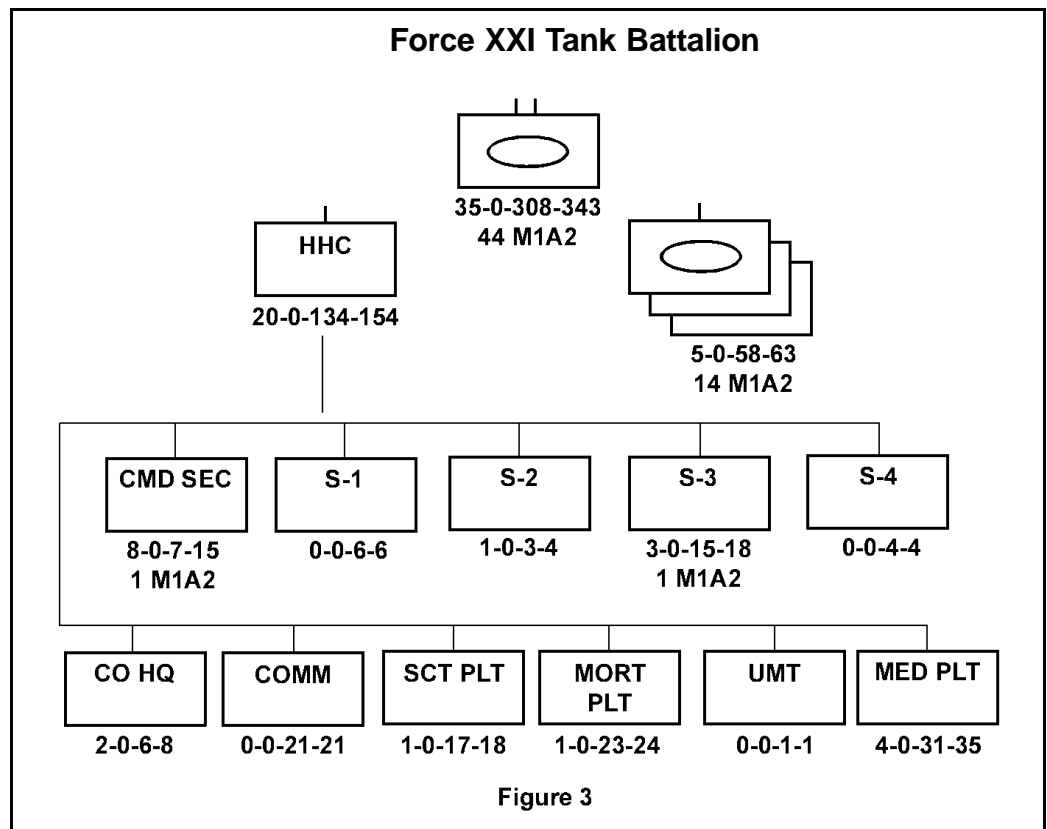 Force XXI Tank Battalion
35-0-308-343
44 M1A2
HHC
20-0-134-154
5-0-58-63
14 M1A2
CMD SEC
8-0-7-15
1 M1A2
S-1
0-0-6-6
S-2
1-0-3-4
S-3
3-0-15-18
1 M1A2
S-4
0-0-4-4
CO HQ
2-0-6-8
COMM
0-0-21-21
SCT PLT
1-0-17-18
MORT
PLT
1-0-23-24
UMT
0-0-1-1
MED PLT
4-0-31-35
Figure 3